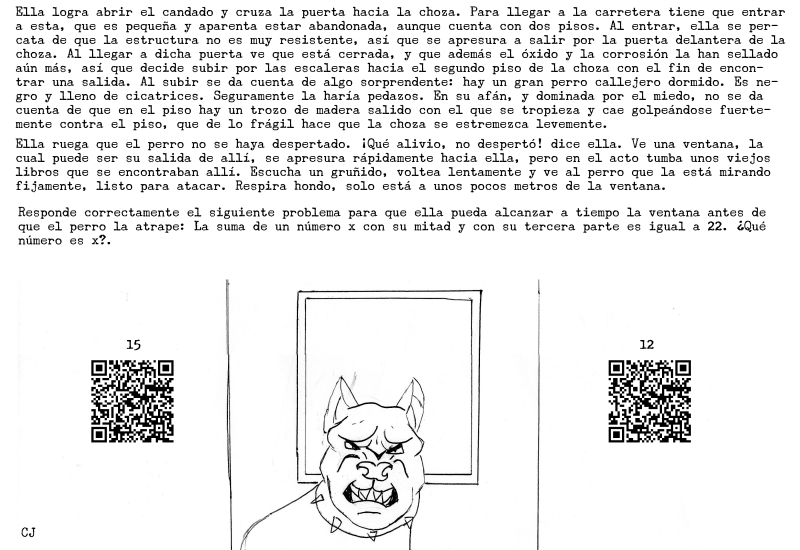 Ella logra abrir el candado y cruza la puerta hacia la choza. Para llegar a la carretera tiene que entrar
a esta, que es pequeña y aparenta estar abandonada, aunque cuenta con dos pisos. Al entrar, ella se per-
cata de que la estructura no es muy resistente, así que se apresura a salir por la puerta delantera de la
choza. Al llegar a dicha puerta ve que está cerrada, y que además el óxido y la corrosión la han sellado
aún más, así que decide subir por las escaleras hacia el segundo piso de la choza con el fin de encon-
trar una salida. Al subir se da cuenta de algo sorprendente: hay un gran perro callejero dormido. Es ne-
gro y lleno de cicatrices. Seguramente la haría pedazos. En su afán, y dominada por el miedo, no se da
cuenta de que en el piso hay un trozo de madera salido con el que se tropieza y cae golpeándose fuerte-
mente contra el piso, que de lo frágil hace que la choza se estremezca levemente.
Ella ruega que el perro no se haya despertado. ¡Qué alivio, no despertó! dice ella. Ve una ventana, la
cual puede ser su salida de allí, se apresura rápidamente hacia ella, pero en el acto tumba unos viejos
libros que se encontraban allí. Escucha un gruñido, voltea lentamente y ve al perro que la está mirando
fijamente, listo para atacar. Respira hondo, solo está a unos pocos metros de la ventana.
Responde correctamente el siguiente problema para que ella pueda alcanzar a tiempo la ventana antes de
que el perro la atrape: La suma de un número x con su mitad y con su tercera parte es igual a 22. ¿Qué
número es x?.
15
12
CJ